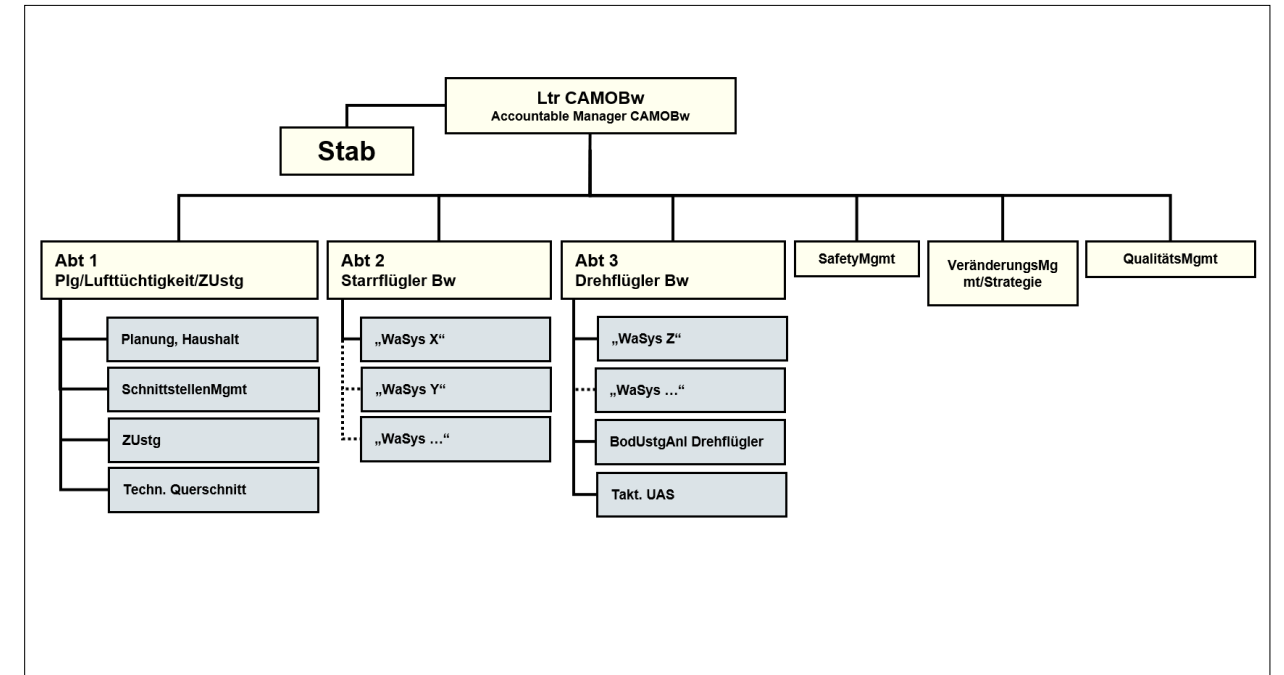 Ltr CAMOBw
Accountable Manager CAMOBw
Stab
Abt 1
Plg/Lufttüchtigkeit/ZUstg
Planung, Haushalt
SchnittstellenMgmt
ZUstg
Techn. Querschnitt
Abt 2
Starrflügler Bw
„WaSys X“
„WaSys Y“
„WaSys ...“
Abt 3
Drehflügler Bw
„WaSys Z“
„WaSys ...“
BodUstgAnl Drehflügler
Takt. UAS
SafetyMgmt
VeränderungsMg
mt/Strategie
QualitätsMgmt